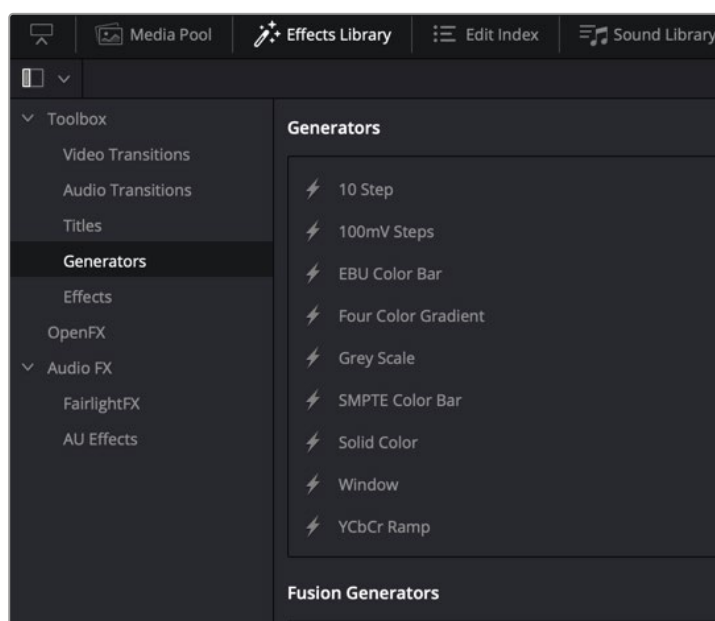 Media Pool
Effects Library
Edit Index
Sound Library
Toolbox
Video Transitions
Audio Transitions
Titles
Generators
Effects
OpenFX
Audio FX
FairlightFX
AU Effects
Generators
10 Step
100mV Steps
EBU Color Bar
Four Color Gradient
Grey Scale
SMPTE Color Bar
Solid Color
Window
YCbCr Ramp
Fusion Generators